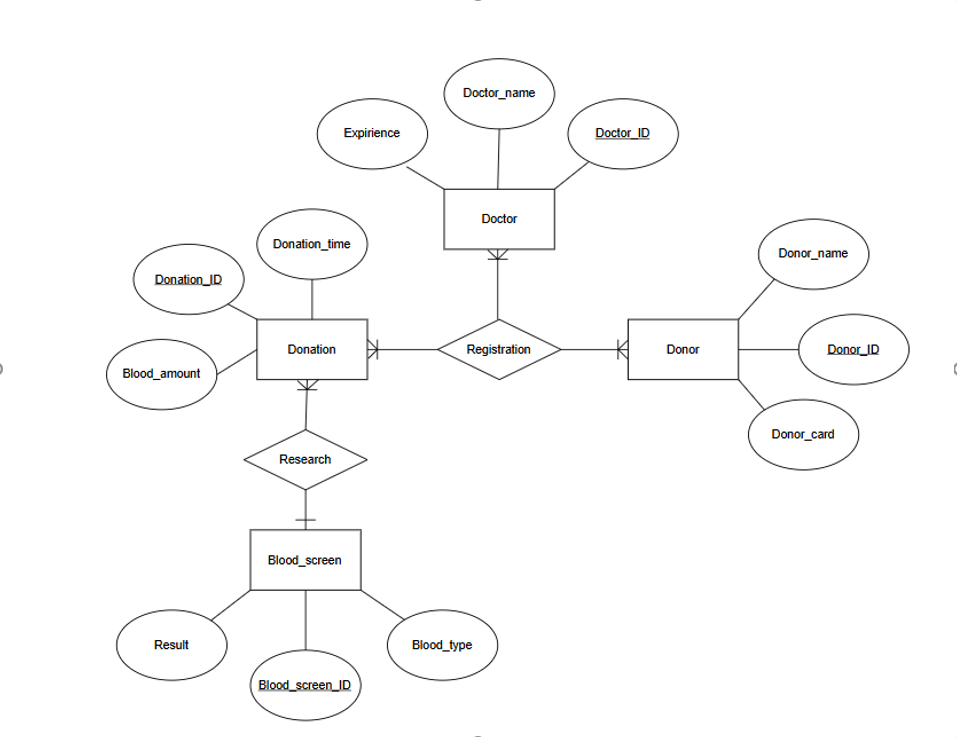 Doctor_name
Expirience
Doctor_ID
Doctor
Donation_time
Donor_name
Donation_ID
Donation
Registration
Donor
Donor_ID
Blood_amount
Donor_card
Research
Blood_screen
Result
Blood_type
Blood_screen_ID